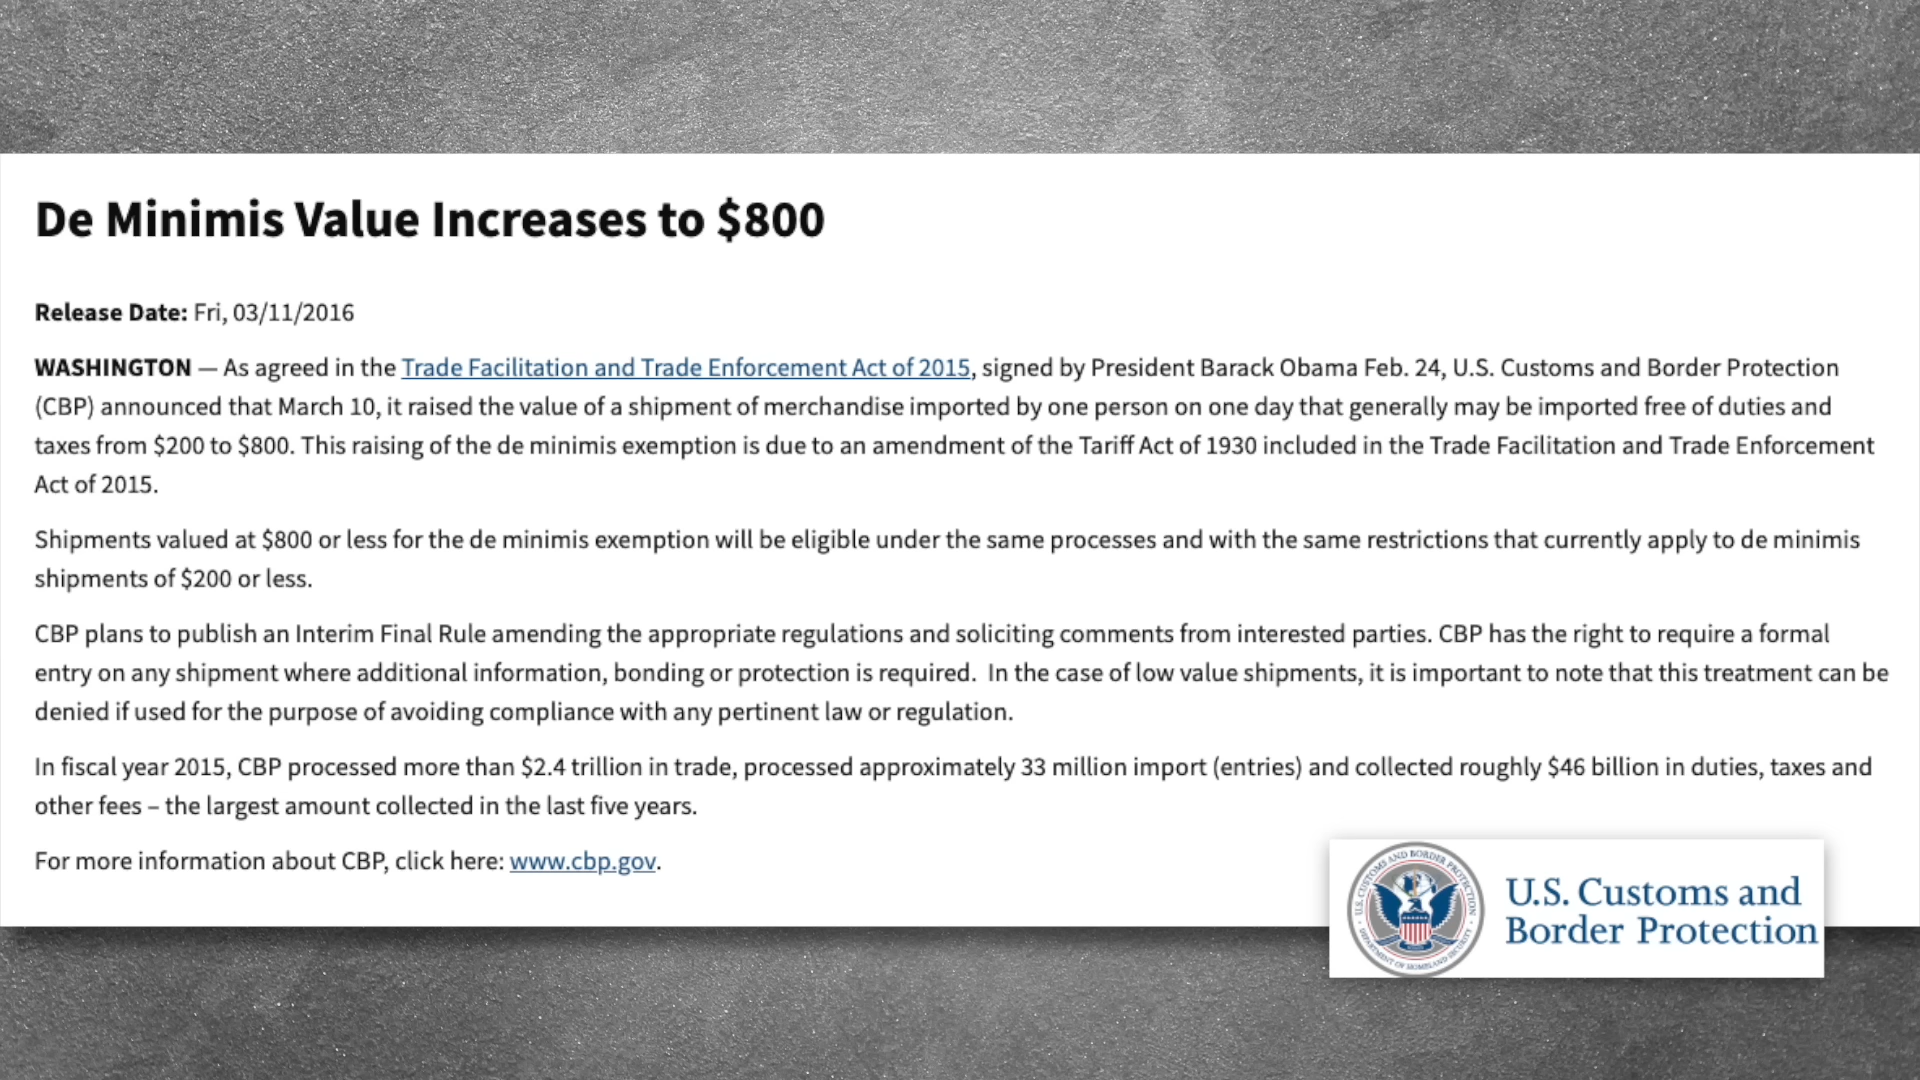 De Minimis Value Increases to $800
Release Date: Fri, 03/11/2016
WASHINGTON — As agreed in the Trade Facilitation and Trade Enforcement Act of 2015, signed by President Barack Obama Feb. 24, U.S. Customs and Border Protection
(CBP) announced that March 10, it raised the value of a shipment of merchandise imported by one person on one day that generally may be imported free of duties and
taxes from $200 to $800. This raising of the de minimis exemption is due to an amendment of the Tariff Act of 1930 included in the Trade Facilitation and Trade Enforcement
Act of 2015.
Shipments valued at $800 or less for the de minimis exemption will be eligible under the same processes and with the same restrictions that currently apply to de minimis
shipments of $200 or less.
CBP plans to publish an Interim Final Rule amending the appropriate regulations and soliciting comments from interested parties. CBP has the right to require a formal
entry on any shipment where additional information, bonding or protection is required.  In the case of low value shipments, it is important to note that this treatment can be
denied if used for the purpose of avoiding compliance with any pertinent law or regulation.
In fiscal year 2015, CBP processed more than $2.4 trillion in trade, processed approximately 33 million import (entries) and collected roughly $46 billion in duties, taxes and
other fees – the largest amount collected in the last five years.
For more information about CBP, click here: www.cbp.gov.
U.S. CUSTOMS AND BORDER PROTECTION
DEPARTMENT OF HOMELAND SECURITY
U.S. Customs and
Border Protection